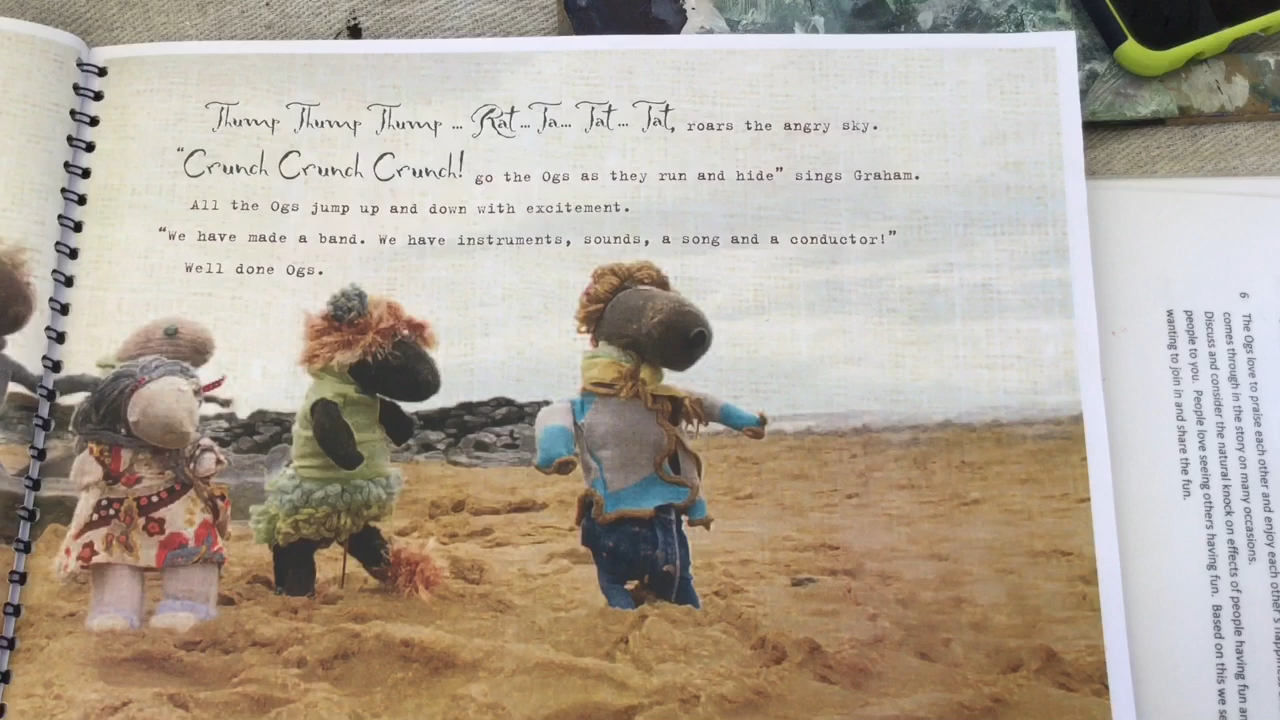 Thump Thump Thump ... Rat... Ta... Tat... Tat, roars the angry sky.
"Crunch Crunch Crunch! go the Ogs as they run and hide" sings Graham.
All the Ogs jump up and down with excitement.
"We have made a band. We have instruments, sounds, a song and a conductor!"
Well done Ogs.
6 The Ogs love to praise each other and enjoy each other's
comes through in the story on many occasions.
Discuss and consider the natural knock on effects of people having fun
people to you. People love seeing others having fun. Based on this we
wanting to join in and share the fun.